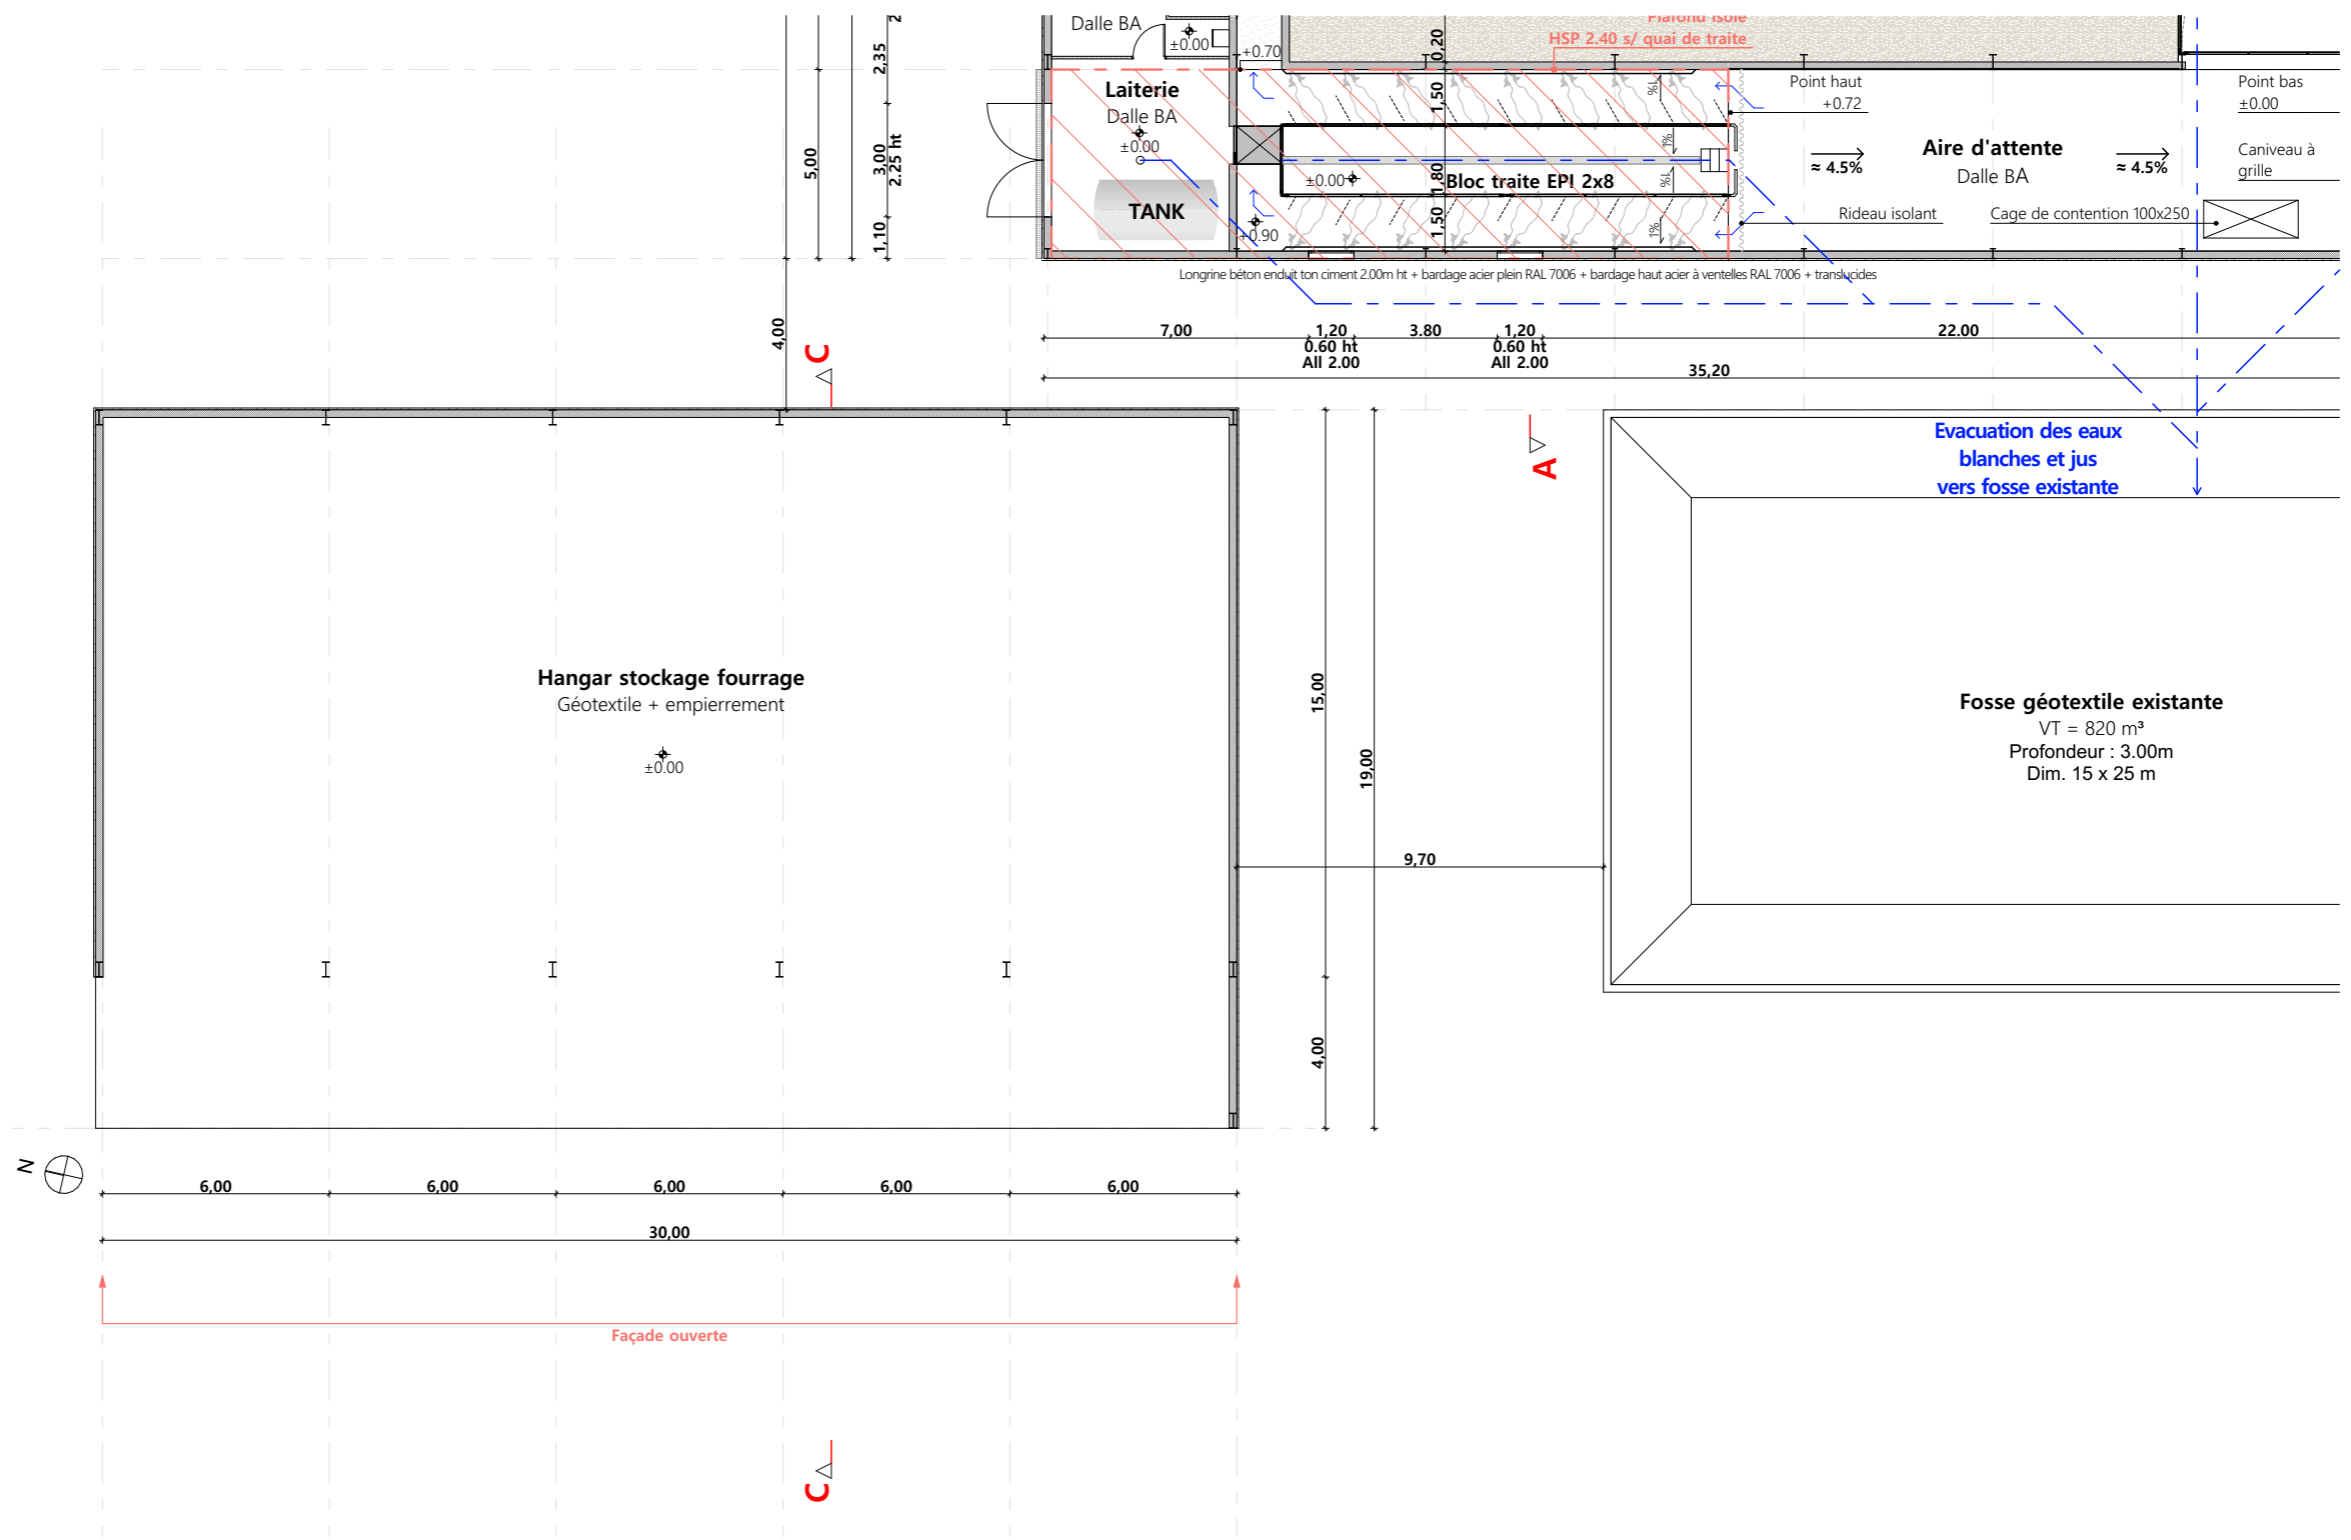 Dalle BA
±0.00
+0.70
Plafond isolé
HSP 2.40 s/ quai de traite
0,20
2,35
2
Laiterie
Dalle BA
±0.00
TANK
5,00
3,00
2.25 ht
1,10
1,50
1,80
1,50
1%
1%
1%
1%
±0.00
Bloc traite EPI 2x8
+0.90
Point haut
+0.72
Point bas
±0.00
Aire d'attente
Dalle BA
≈ 4.5%
≈ 4.5%
Caniveau à
grille
Rideau isolant
Cage de contention 100x250
Longrine béton enduit ton ciment 2.00m ht + bardage acier plein RAL 7006 + bardage haut acier à ventelles RAL 7006 + translucides
4,00
C
7,00
1,20
0.60 ht
All 2.00
3.80
1,20
0.60 ht
All 2.00
22.00
35,20
A
Evacuation des eaux
blanches et jus
vers fosse existante
Hangar stockage fourrage
Géotextile + empierrement
±0.00
15,00
19,00
4,00
9,70
Fosse géotextile existante
VT = 820 m³
Profondeur : 3.00m
Dim. 15 x 25 m
N
6,00
6,00
6,00
6,00
6,00
30,00
Façade ouverte
C